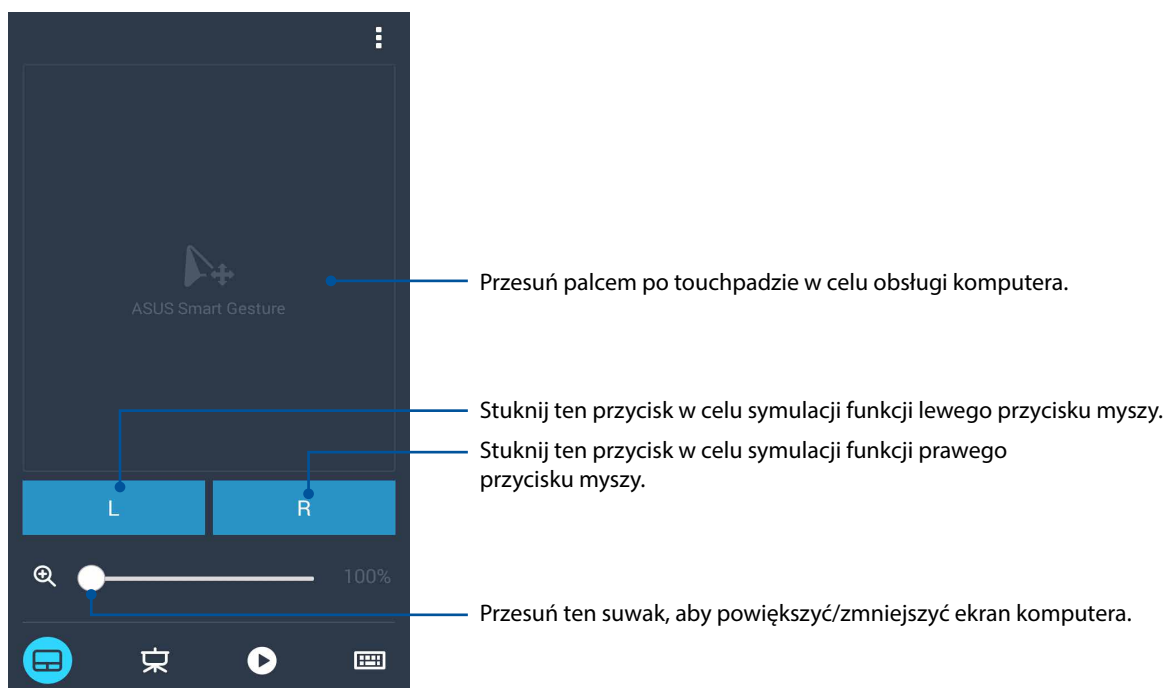 ASUS Smart Gesture
Przesuń palcem po touchpadzie w celu obsługi komputera.
Stuknij ten przycisk w celu symulacji funkcji lewego przycisku myszy.
Stuknij ten przycisk w celu symulacji funkcji prawego
przycisku myszy.
L
R
100%
Przesuń ten suwak, aby powiększyć/zmniejszyć ekran komputera.